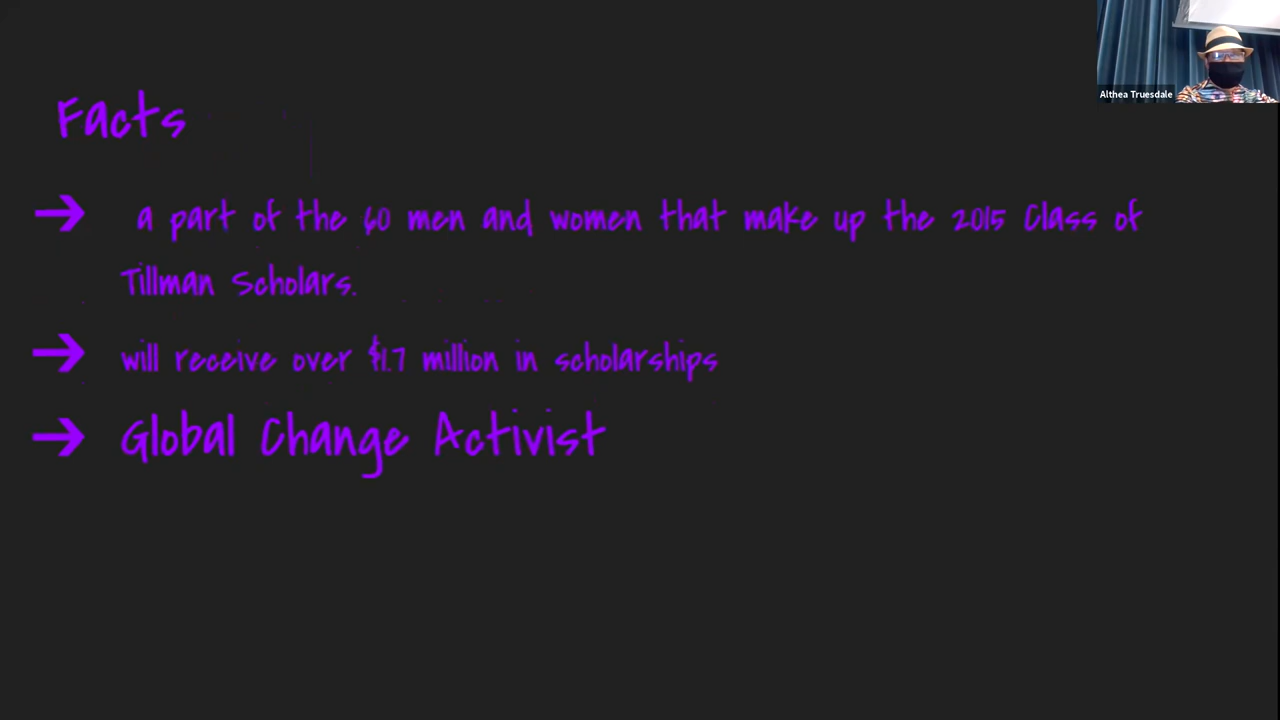 Althea Truesdale
Facts
→ a part of the 60 men and women that make up the 2015 Class of
Tillman Scholars.
→ will receive over $1.7 million in scholarships
→ Global Change Activist